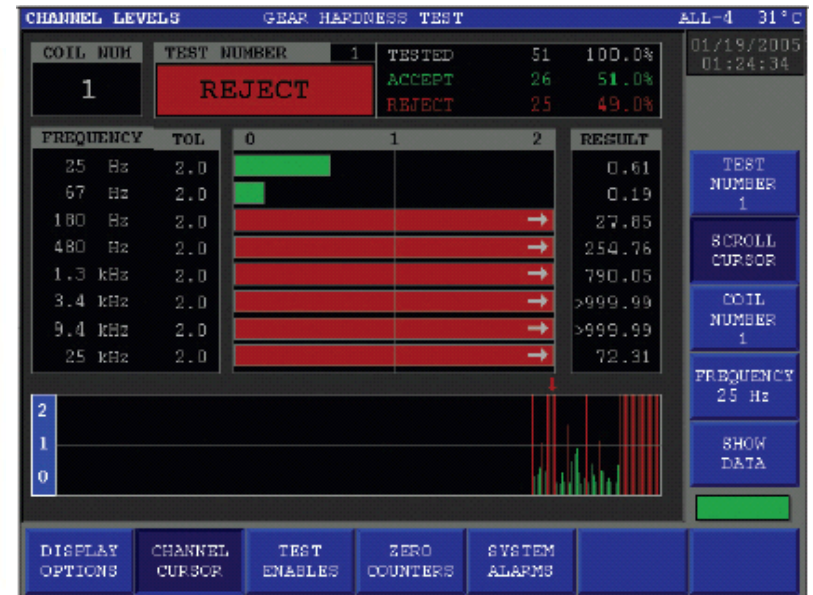 CHANNEL LEVELS GEAR HARDNESS TEST ALL-4 31°C
01/19/2005
01:24:34
COIL NUM TEST NUMBER 1
1 REJECT
TESTED 51 100.0%
ACCEPT 26 51.0%
REJECT 25 49.0%
FREQUENCY TOL 0 1 2 RESULT
25 Hz 2.0 0.61
67 Hz 2.0 0.19
180 Hz 2.0 → 27.85
480 Hz 2.0 → 254.76
1.3 kHz 2.0 → 790.05
3.4 kHz 2.0 → >999.99
9.4 kHz 2.0 → >999.99
25 kHz 2.0 → 72.31
2
1
0
TEST
NUMBER
1
SCROLL
CURSOR
COIL
NUMBER
1
FREQUENCY
25 Hz
SHOW
DATA
DISPLAY
OPTIONS
CHANNEL
CURSOR
TEST
ENABLES
ZERO
COUNTERS
SYSTEM
ALARMS